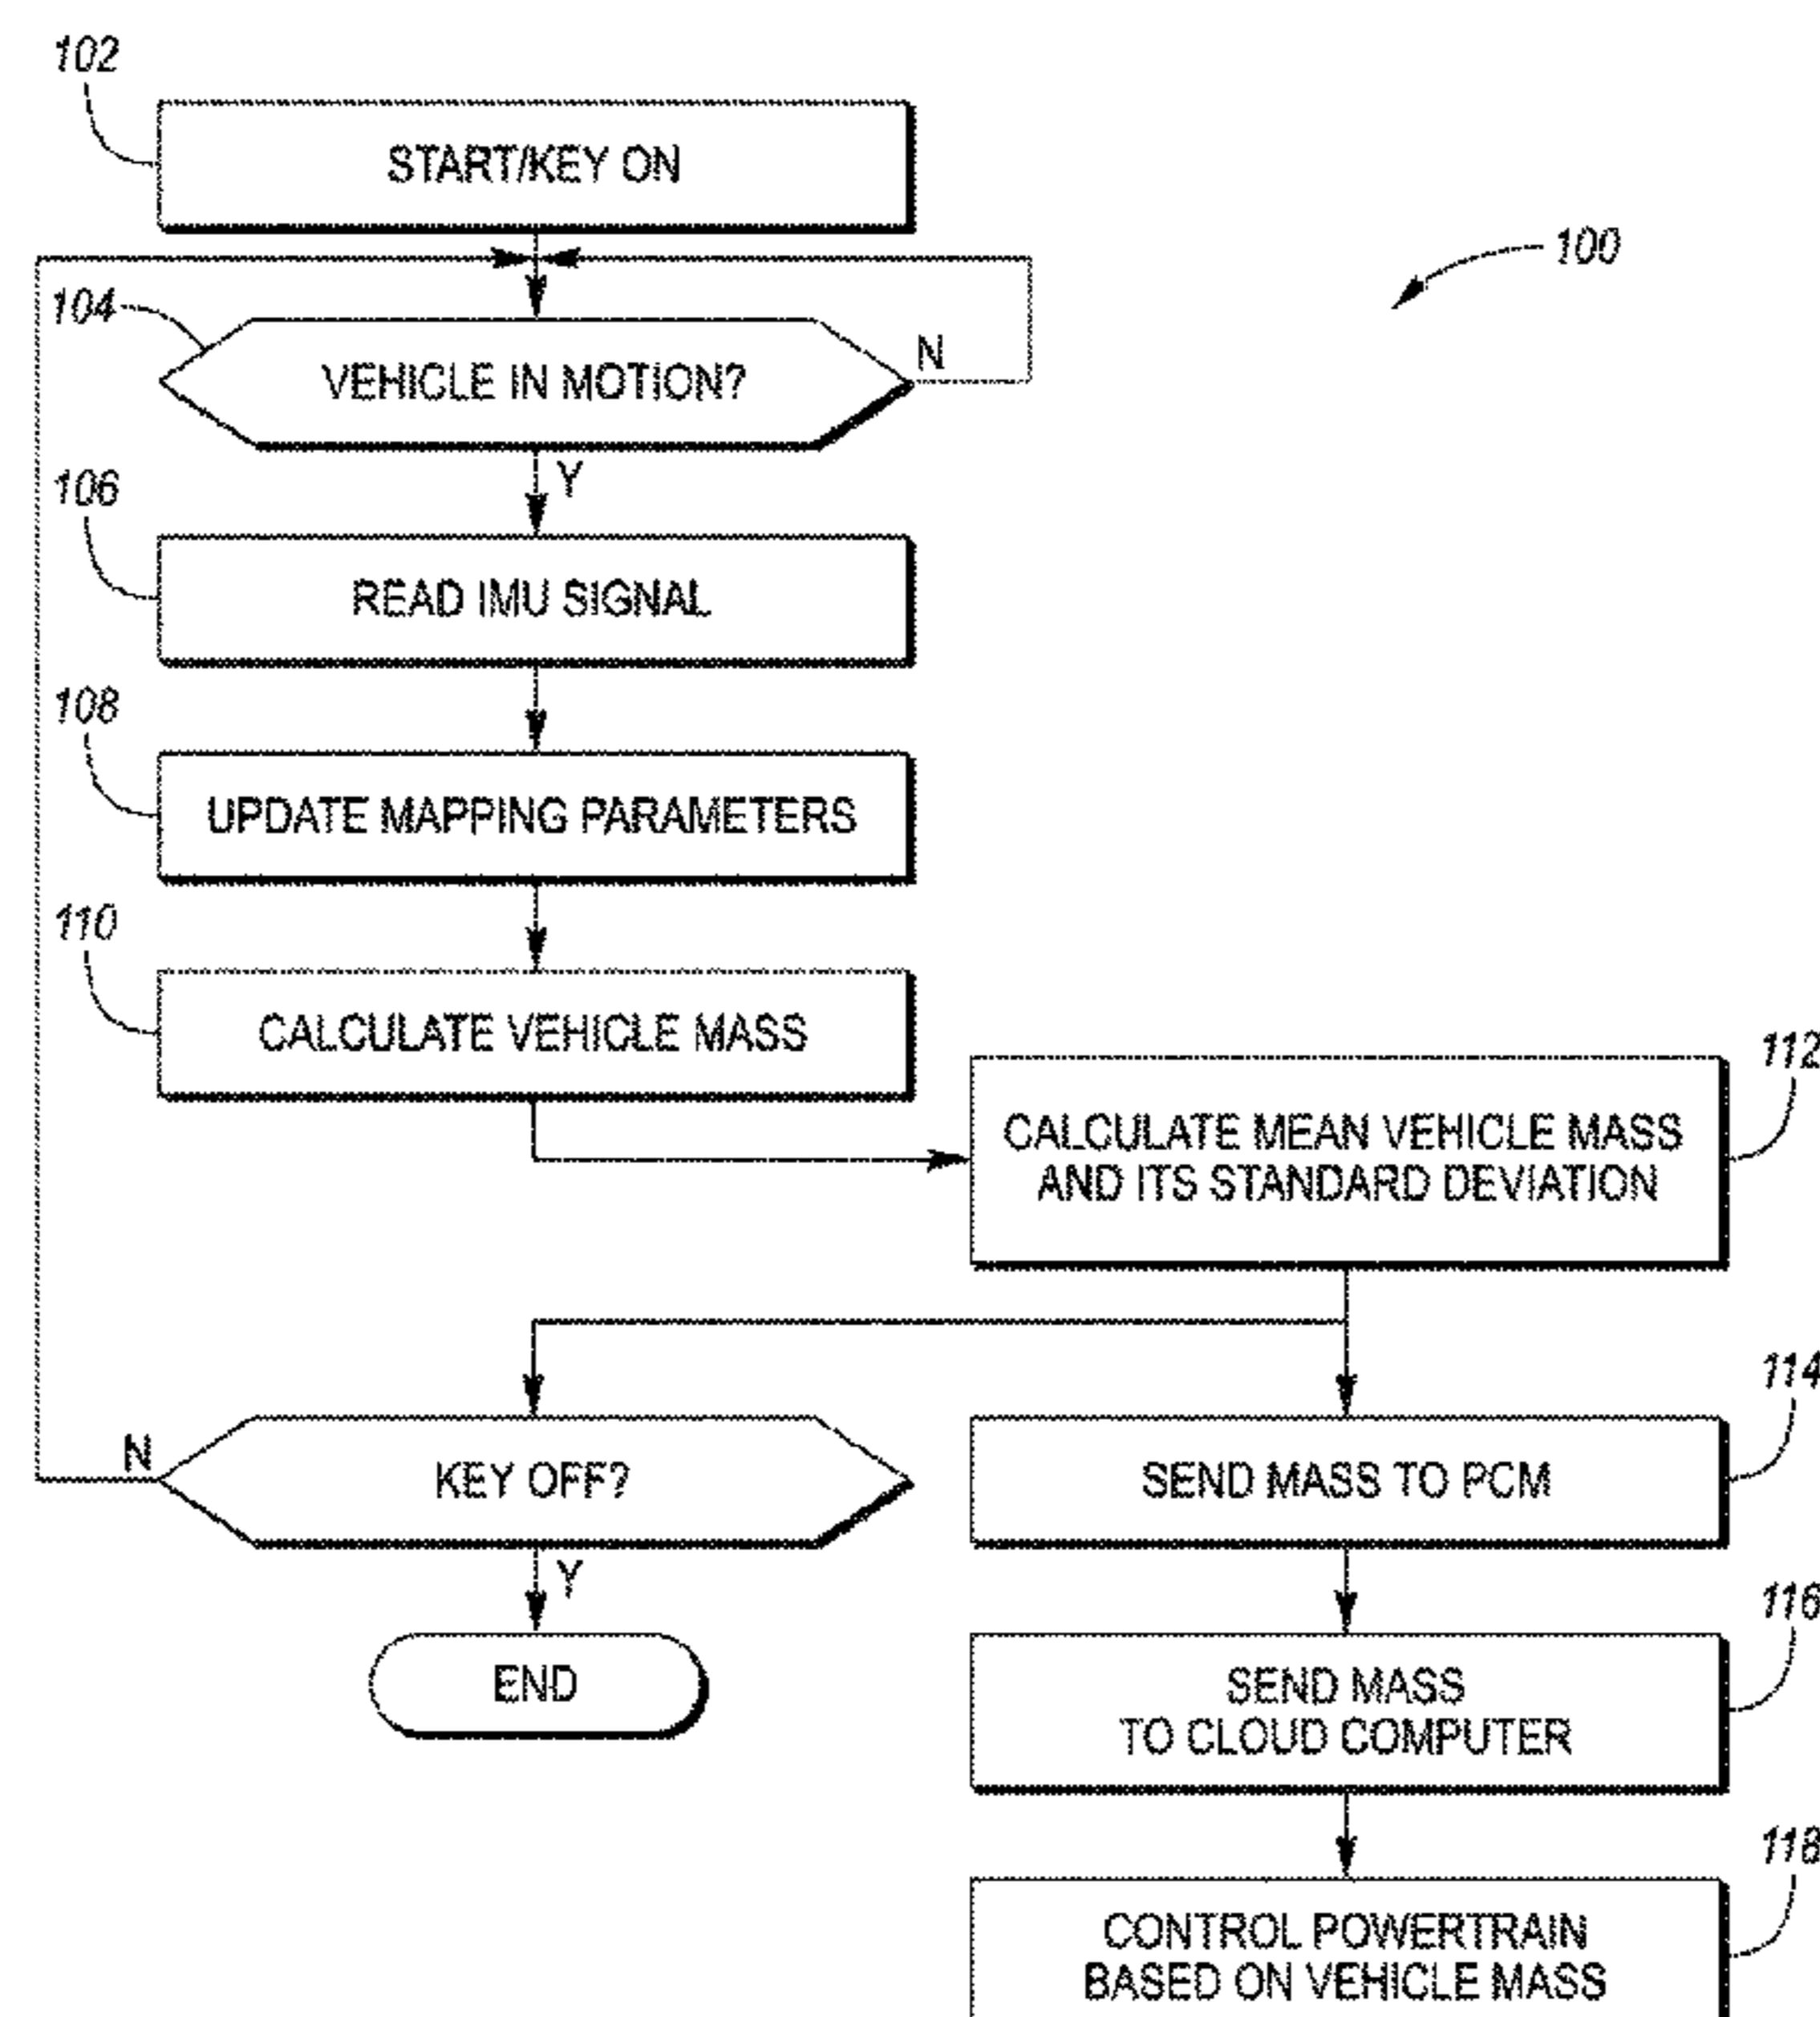 102
START/KEY ON
100
104
VEHICLE IN MOTION?
N
Y
106
READ IMU SIGNAL
108
UPDATE MAPPING PARAMETERS
110
CALCULATE VEHICLE MASS
112
CALCULATE MEAN VEHICLE MASS
AND ITS STANDARD DEVIATION
114
N
KEY OFF?
SEND MASS TO PCM
Y
END
116
SEND MASS
TO CLOUD COMPUTER
118
CONTROL POWERTRAIN
BASED ON VEHICLE MASS